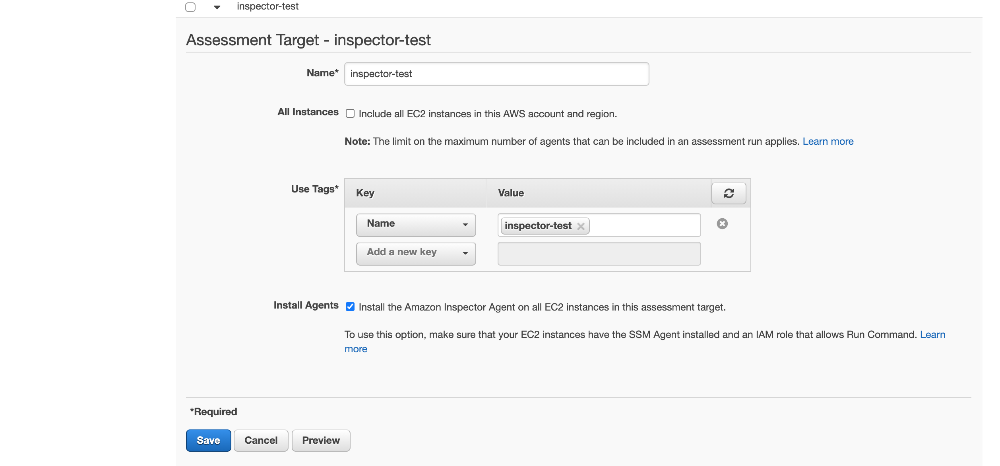 inspector-test
Assessment Target - inspector-test
Name* inspector-test
All Instances Include all EC2 instances in this AWS account and region.
Note: The limit on the maximum number of agents that can be included in an assessment run applies. Learn more
Use Tags* Key Value
Name inspector-test
Add a new key
Install Agents Install the Amazon Inspector Agent on all EC2 instances in this assessment target.
To use this option, make sure that your EC2 instances have the SSM Agent installed and an IAM role that allows Run Command. Learn
more
*Required
Save Cancel Preview